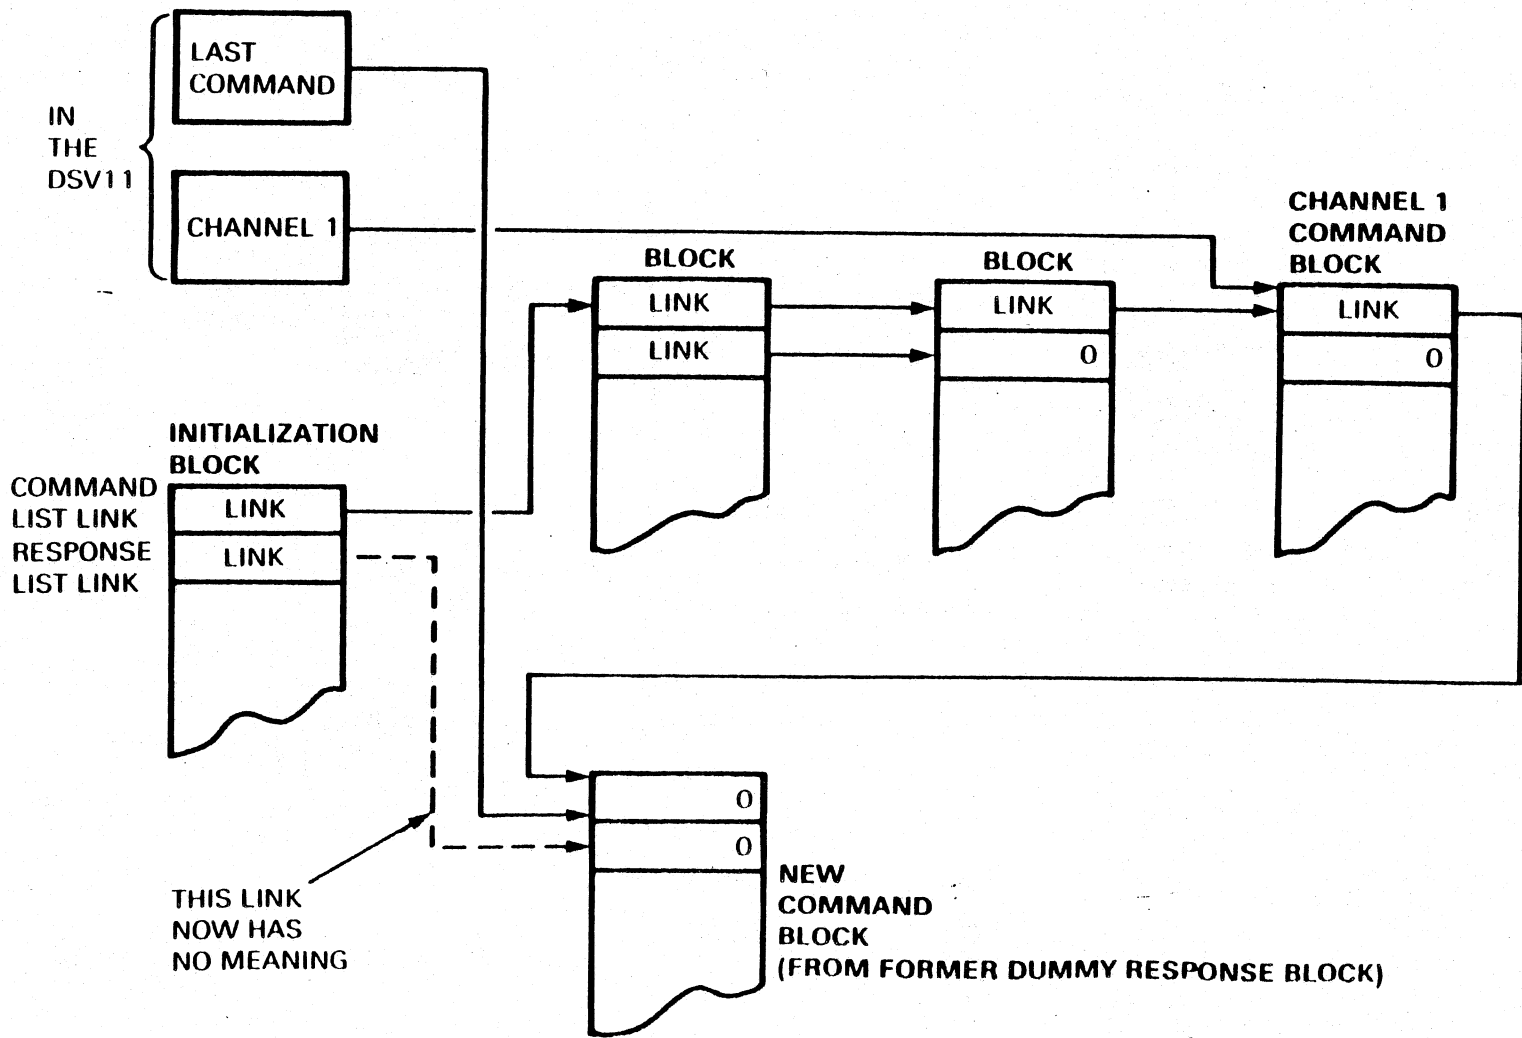 LAST
COMMAND
IN
THE
DSV11
CHANNEL 1
CHANNEL 1
COMMAND
BLOCK
BLOCK
BLOCK
LINK
LINK
LINK
LINK
0
0
INITIALIZATION
BLOCK
COMMAND
LIST LINK
RESPONSE
LIST LINK
LINK
LINK
0
0
THIS LINK
NOW HAS
NO MEANING
NEW
COMMAND
BLOCK
(FROM FORMER DUMMY RESPONSE BLOCK)